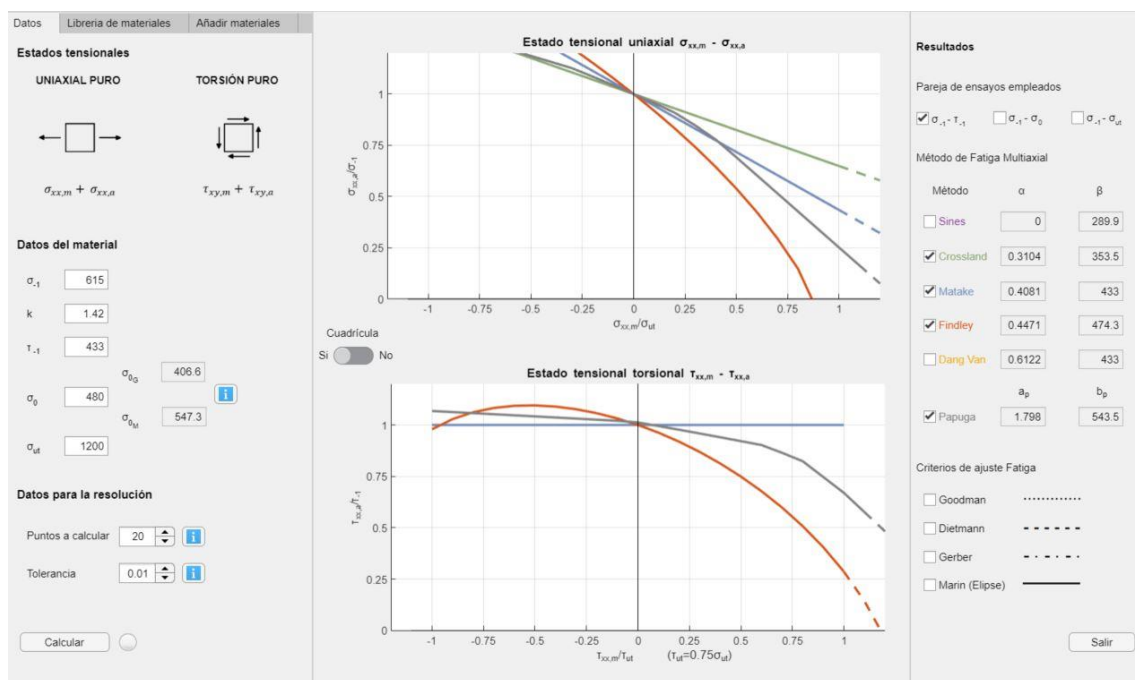 Datos Libreria de materiales Añadir materiales
Estados tensionales
UNIAXIAL PURO TORSIÓN PURO
σxx,m + σxx,a τxy,m + τxy,a
Datos del material
σ-1 615
k 1.42
τ-1 433
σ0G 406.6
σ0 480
σ0M 547.3
σut 1200
Datos para la resolución
Puntos a calcular 20
Tolerancia 0.01
Calcular
Estado tensional uniaxial σxx,m - σxx,a
σxx,a/σ-1
1
0.75
0.5
0.25
0
-1 -0.75 -0.5 -0.25 0 0.25 0.5 0.75 1
σxx,m/σut
Cuadrícula
Si No
Estado tensional torsional τxx,m - τxx,a
τxx,a/τ-1
1
0.75
0.5
0.25
0
-1 -0.75 -0.5 -0.25 0 0.25 0.5 0.75 1
τxx,m/τut (τut=0.75σut)
Resultados
Pareja de ensayos empleados
σ-1 - τ-1 σ-1 - σ0 σ-1 - σut
Método de Fatiga Multiaxial
Método α β
Sines 0 289.9
Crossland 0.3104 353.5
Matake 0.4081 433
Findley 0.4471 474.3
Dang Van 0.6122 433
ap bp
Papuga 1.798 543.5
Criterios de ajuste Fatiga
Goodman
Dietmann
Gerber
Marin (Elipse)
Salir